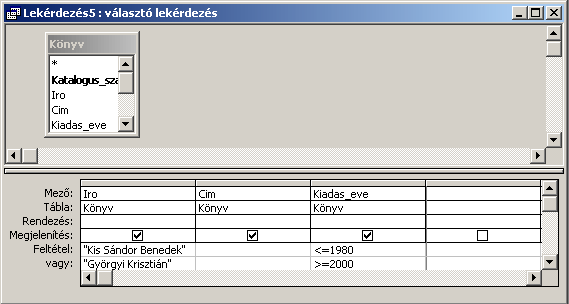 Lekérdezés5 : választó lekérdezés
Könyv
*
Katalogus_sza
Iro
Cim
Kiadas_eve
Mező: Iro Cim Kiadas_eve
Tábla: Könyv Könyv Könyv
Rendezés:
Megjelenítés:
Feltétel: "Kis Sándor Benedek" <=1980
vagy: "Györgyi Krisztián" >=2000